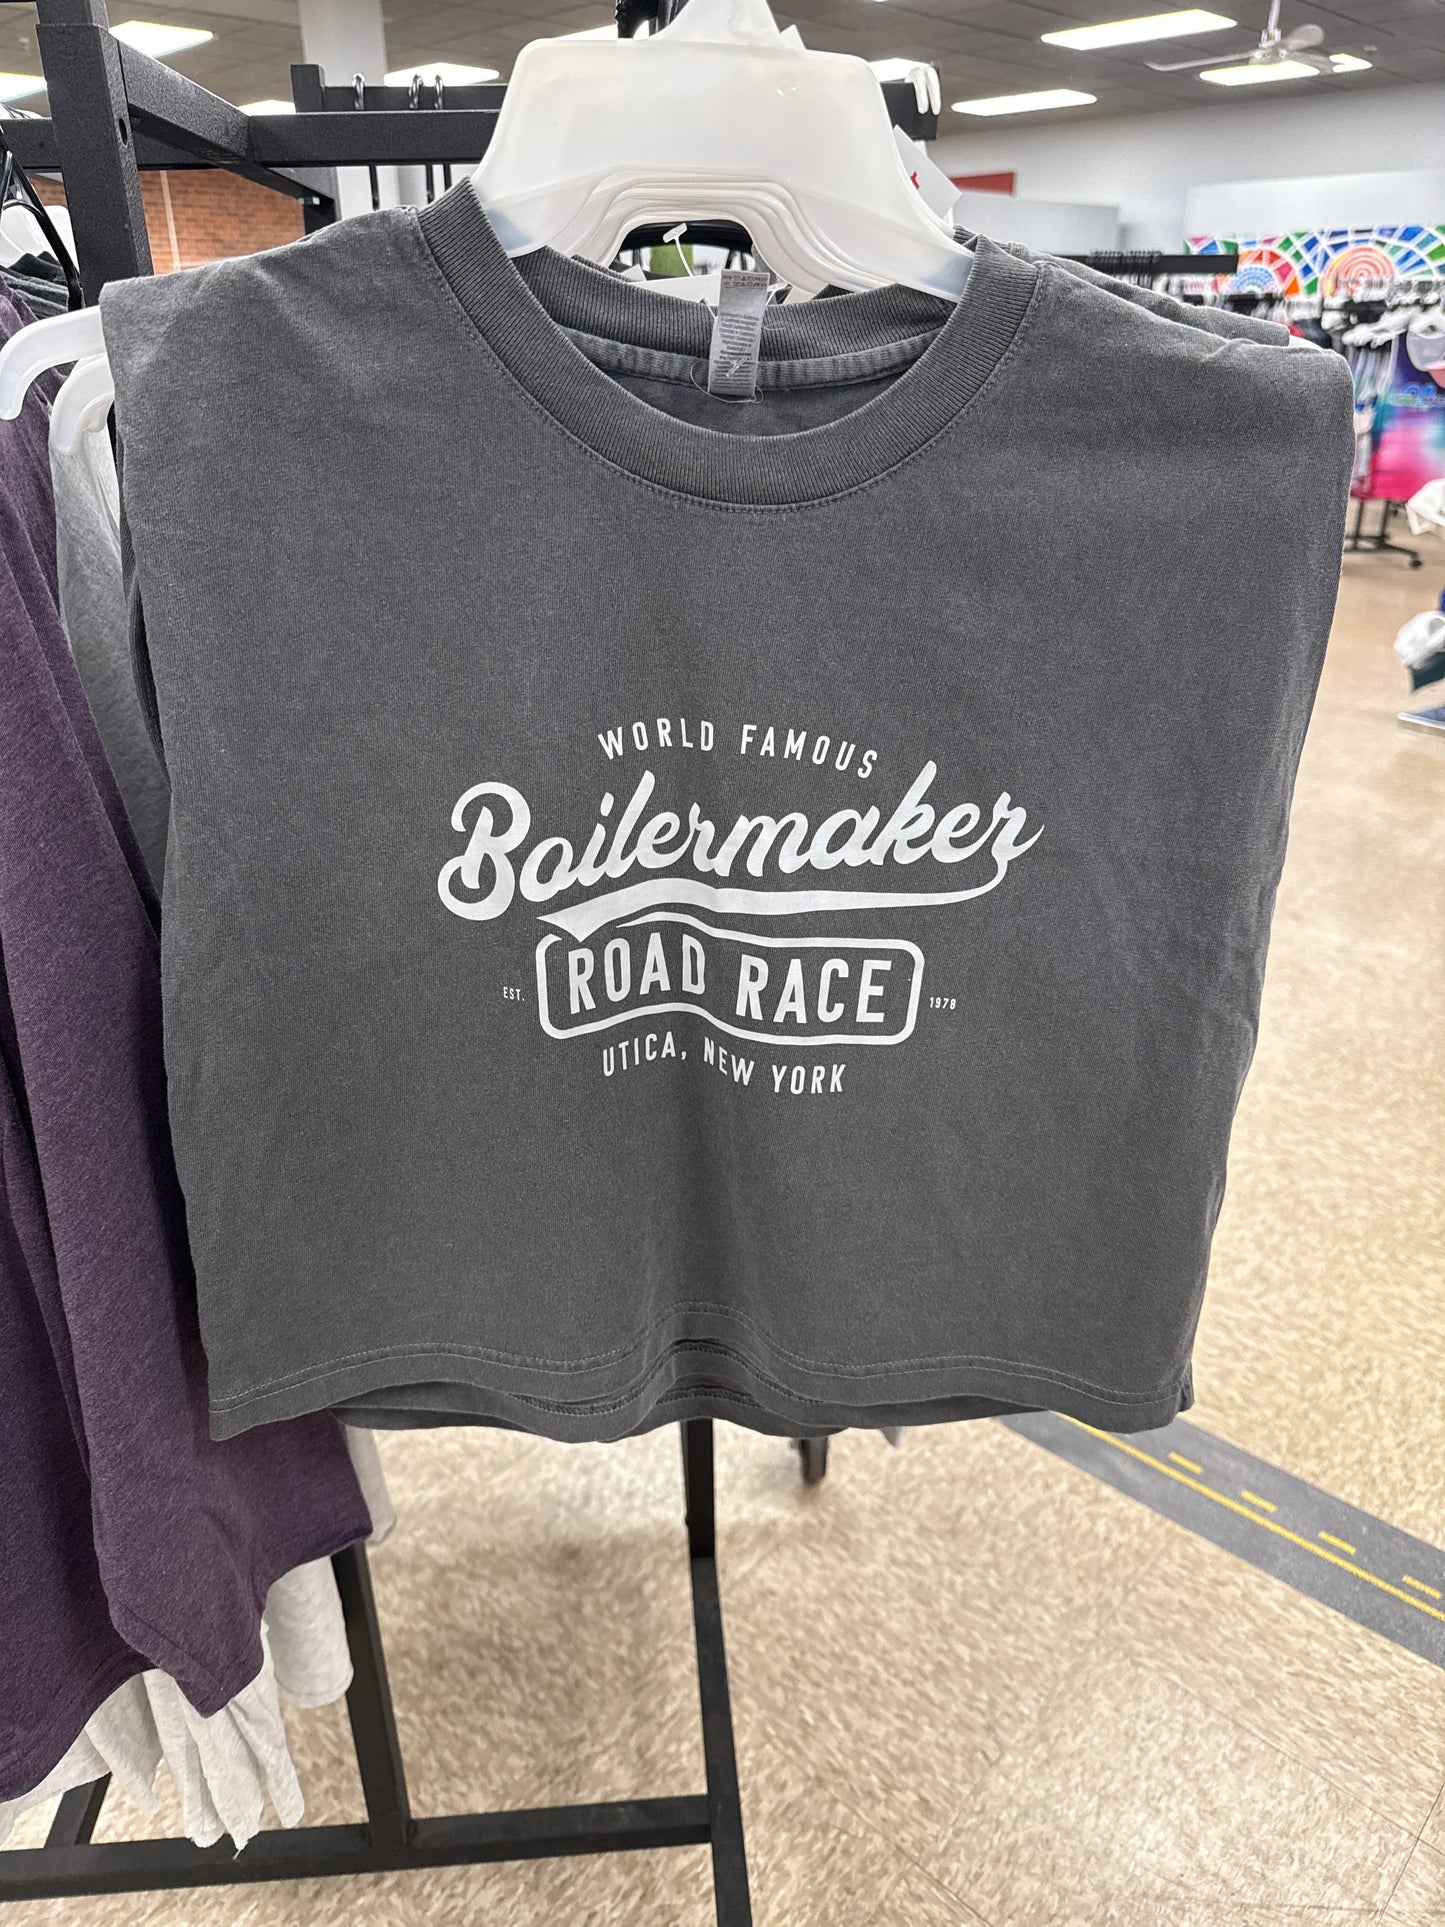 WORLD FAMOUS
Boilermaker
ROAD RACE
EST. 1978
UTICA, NEW YORK